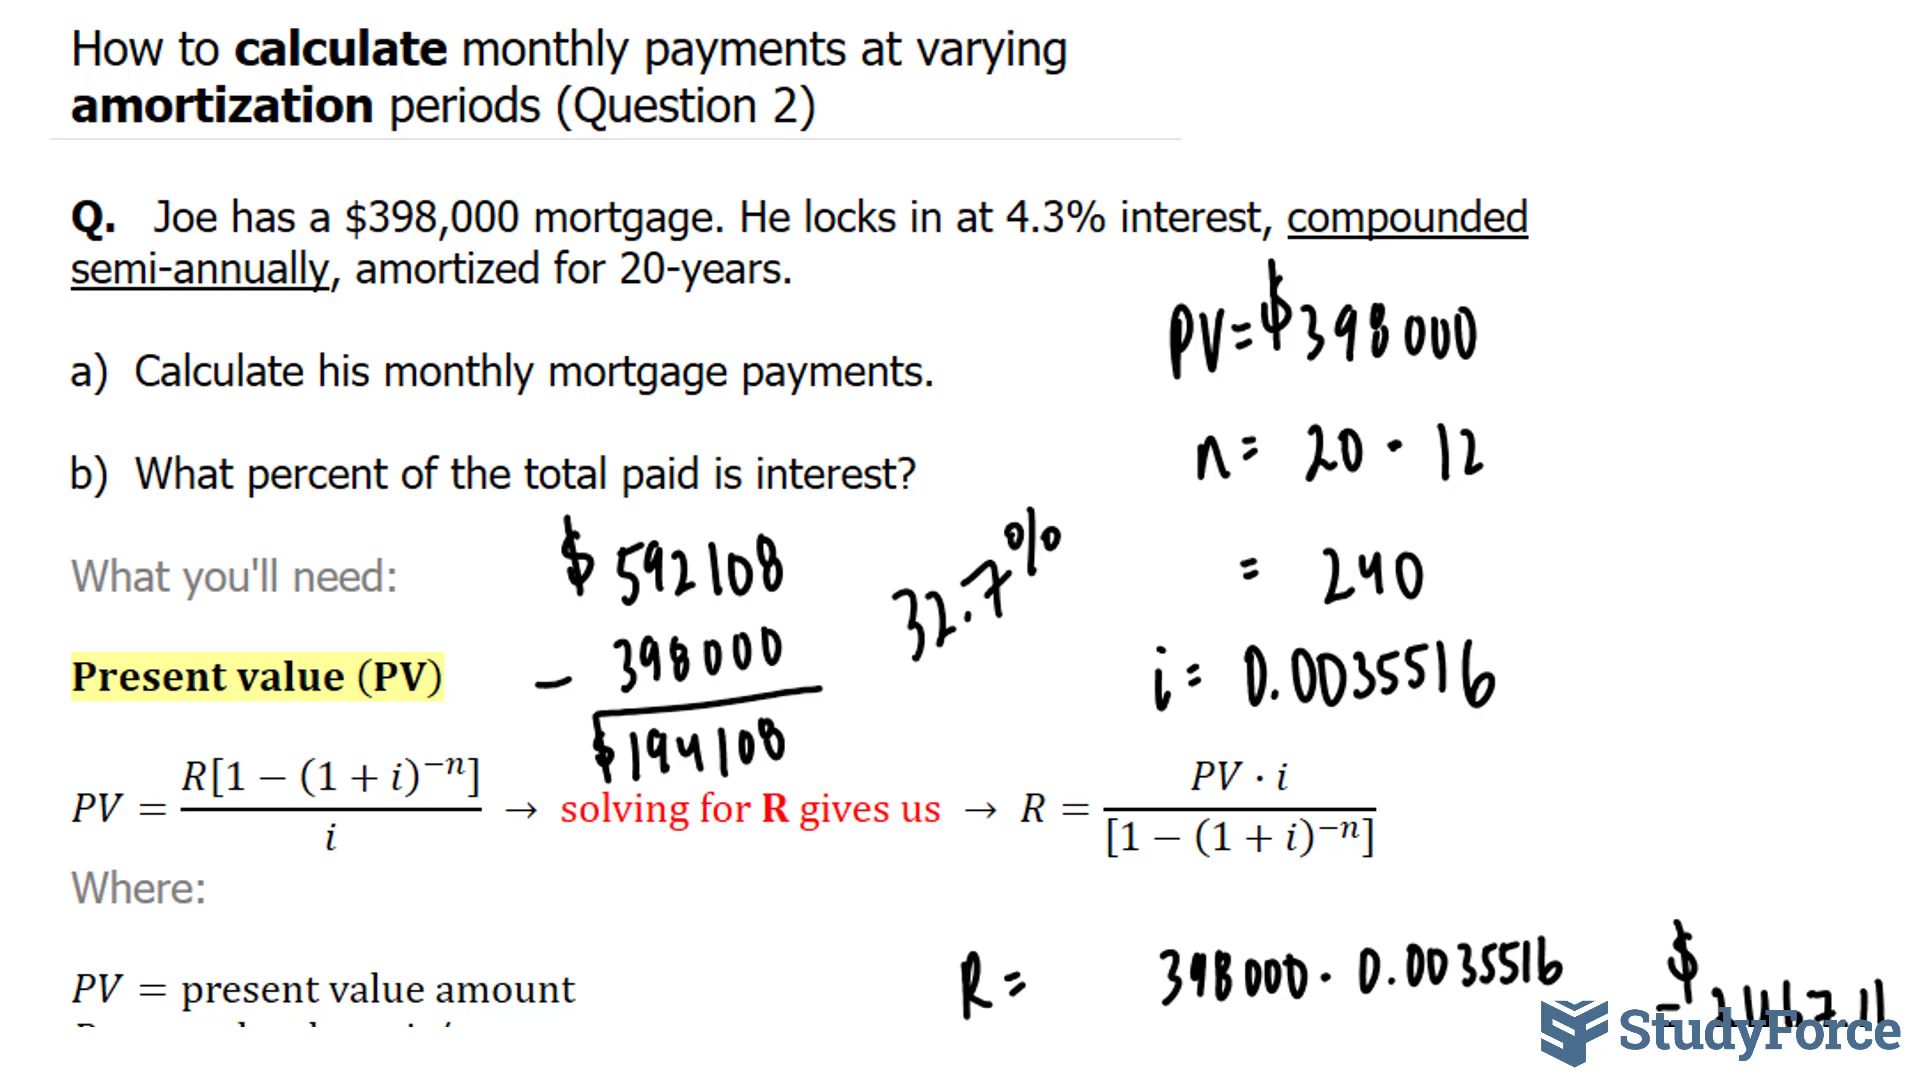 How to calculate monthly payments at varying
amortization periods (Question 2)
Q. Joe has a $398,000 mortgage. He locks in at 4.3% interest, compounded
semi-annually, amortized for 20-years.
PV=$398000
a) Calculate his monthly mortgage payments.
n= 20 · 12
b) What percent of the total paid is interest?
= 240
What you'll need:
$592108
- 398000
$194108
32.7%
i= 0.0035516
Present value (PV)
PV = R[1 − (1 + i)⁻ⁿ] / i → solving for R gives us → R = PV · i / [1 − (1 + i)⁻ⁿ]
Where:
R= 398000 · 0.0035516
$
PV = present value amount
StudyForce